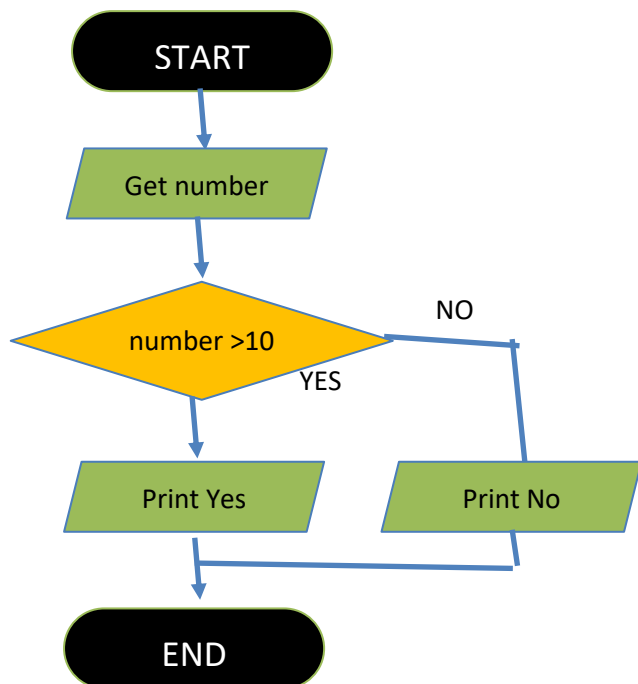 START
Get number
number >10
NO
YES
Print Yes
Print No
END